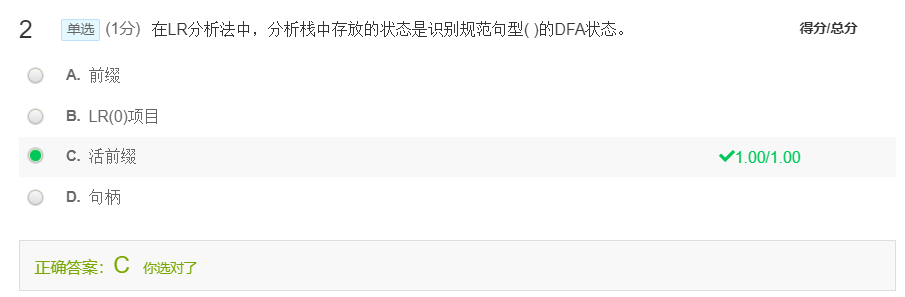 2 单选 (1分) 在LR分析法中，分析栈中存放的状态是识别规范句型( )的DFA状态。 得分/总分
A. 前缀
B. LR(0)项目
C. 活前缀 1.00/1.00
D. 句柄
正确答案：C 你选对了